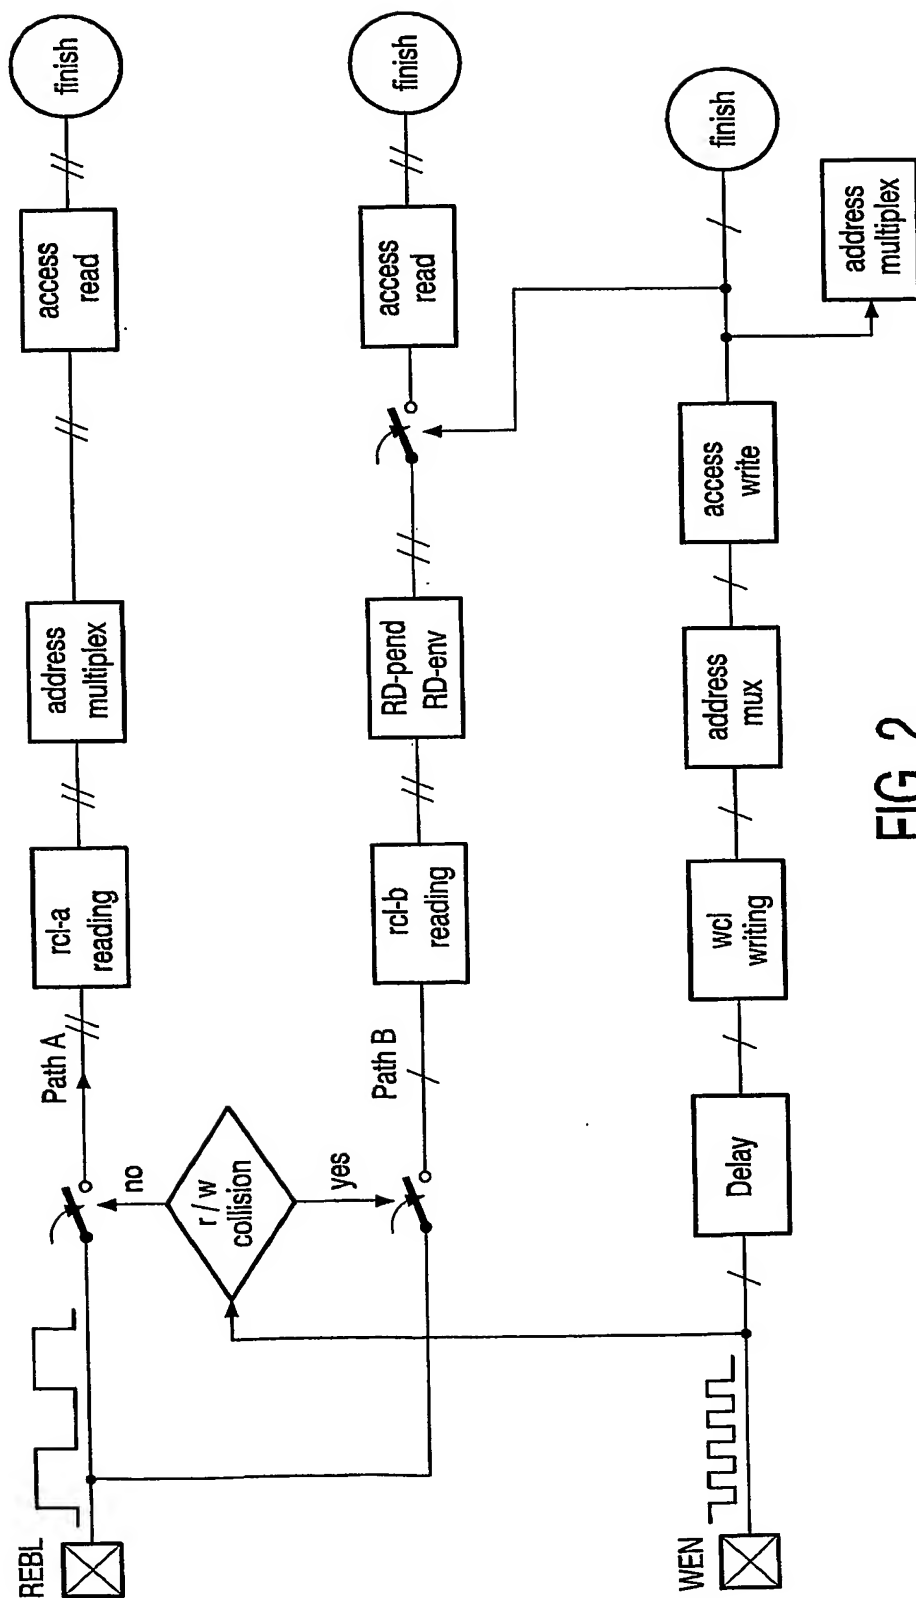 REBL
no
Path A
rcl-a
reading
address
multiplex
access
read
finish
r / w
collision
yes
Path B
rcl-b
reading
RD-pend
RD-env
access
read
finish
WEN
Delay
wcl
writing
address
mux
access
write
finish
address
multiplex
FIG. 2